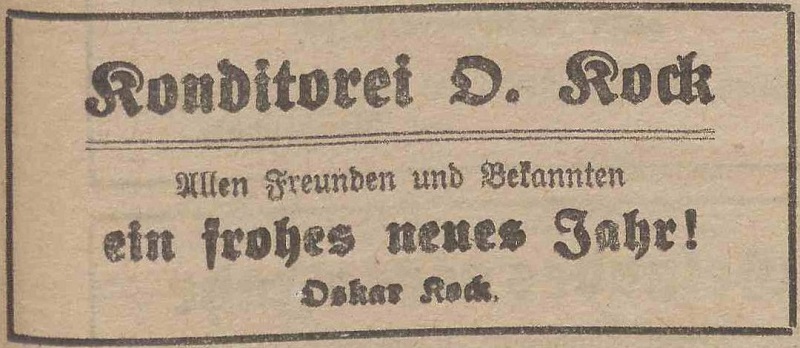 Konditorei O. Kock
Allen Freunden und Bekannten
ein frohes neues Jahr!
Oskar Kock.